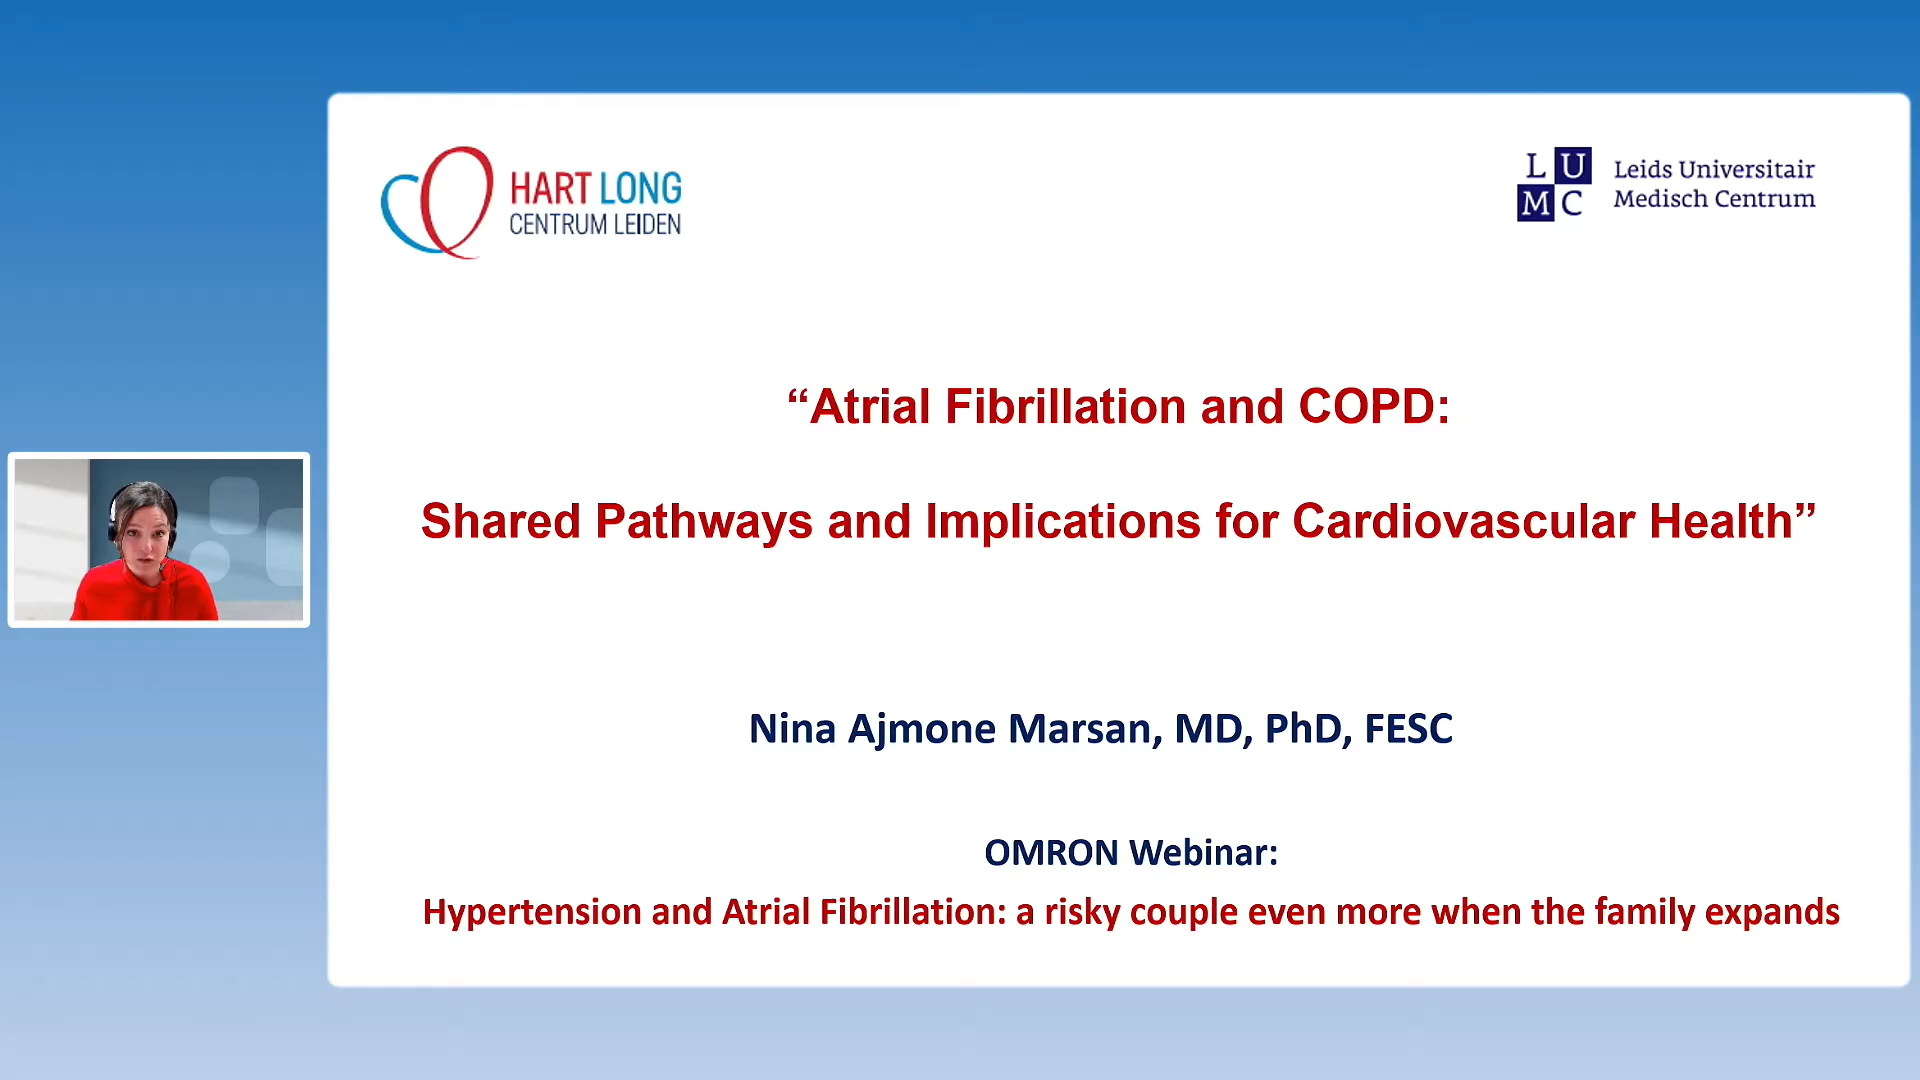 HART LONG
CENTRUM LEIDEN
L U
M C
Leids Universitair
Medisch Centrum
“Atrial Fibrillation and COPD:
Shared Pathways and Implications for Cardiovascular Health”
Nina Ajmone Marsan, MD, PhD, FESC
OMRON Webinar:
Hypertension and Atrial Fibrillation: a risky couple even more when the family expands